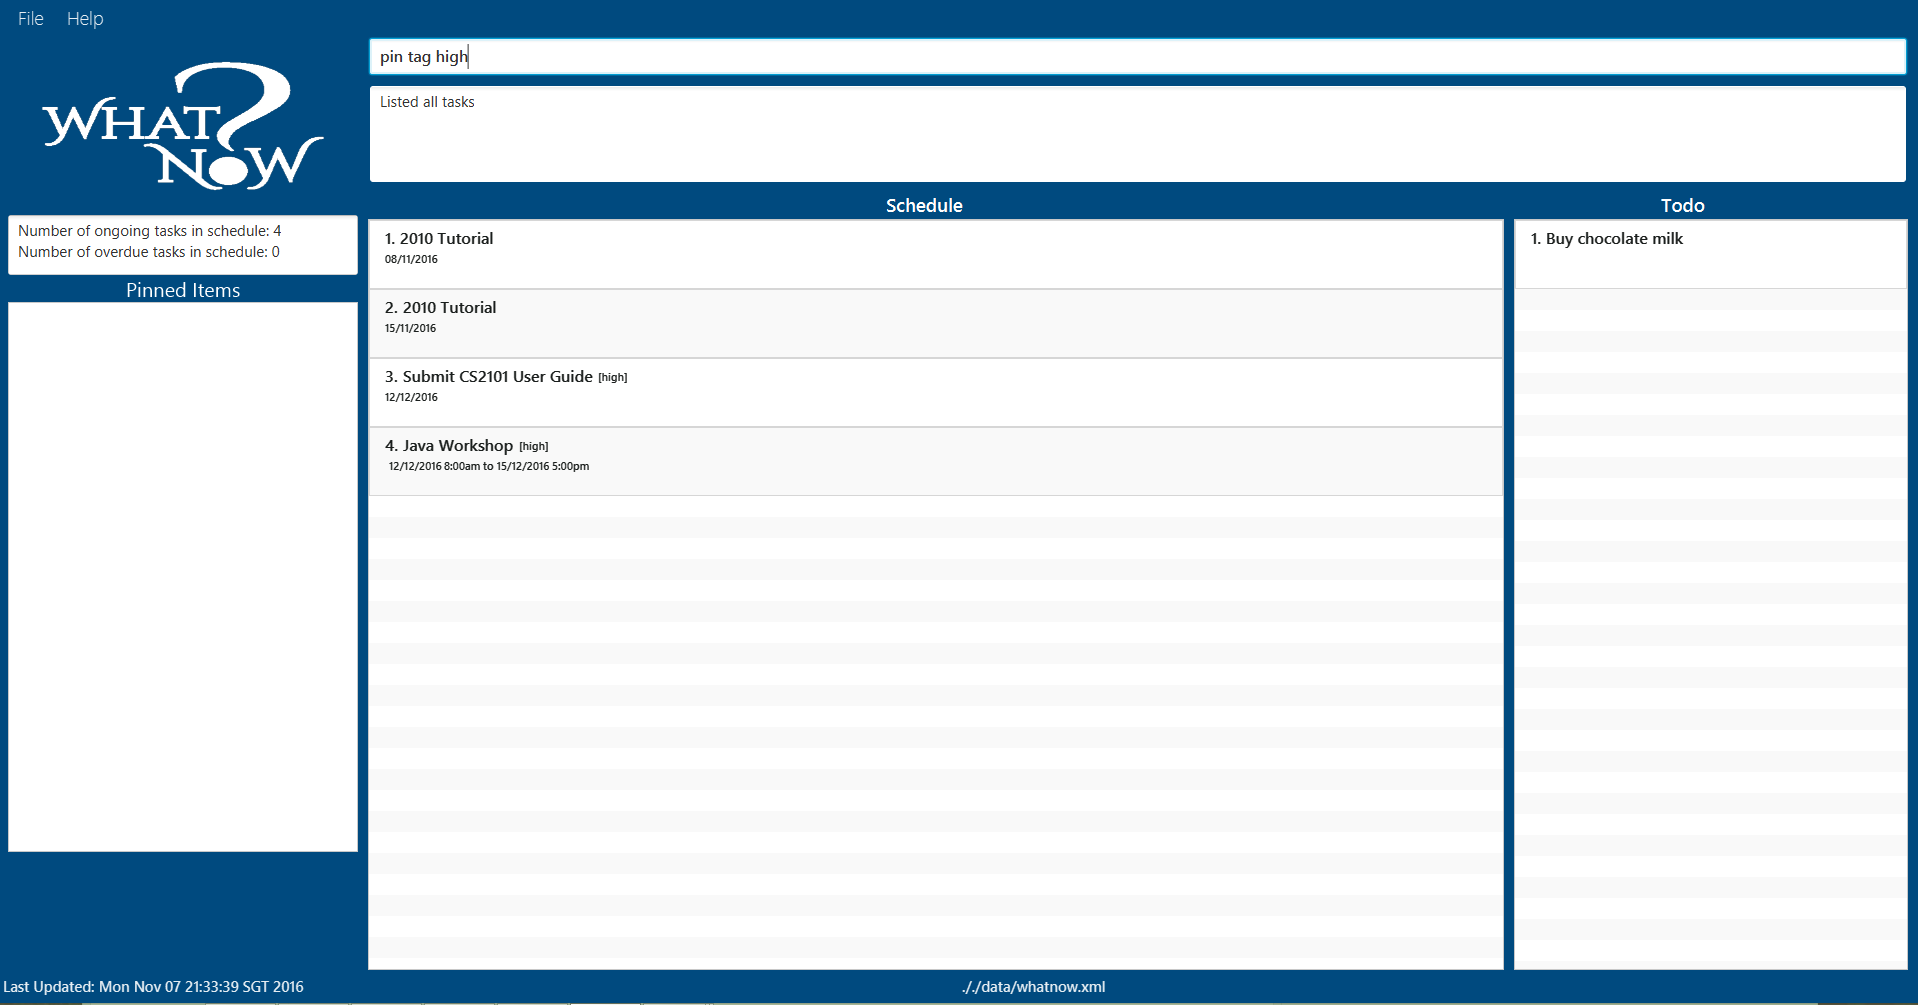 File Help
WHAT?
NOW
pin tag high
Listed all tasks
Number of ongoing tasks in schedule: 4
Number of overdue tasks in schedule: 0
Pinned Items
Schedule
1. 2010 Tutorial
08/11/2016
2. 2010 Tutorial
15/11/2016
3. Submit CS2101 User Guide [high]
12/12/2016
4. Java Workshop [high]
12/12/2016 8:00am to 15/12/2016 5:00pm
Todo
1. Buy chocolate milk
Last Updated: Mon Nov 07 21:33:39 SGT 2016
././data/whatnow.xml